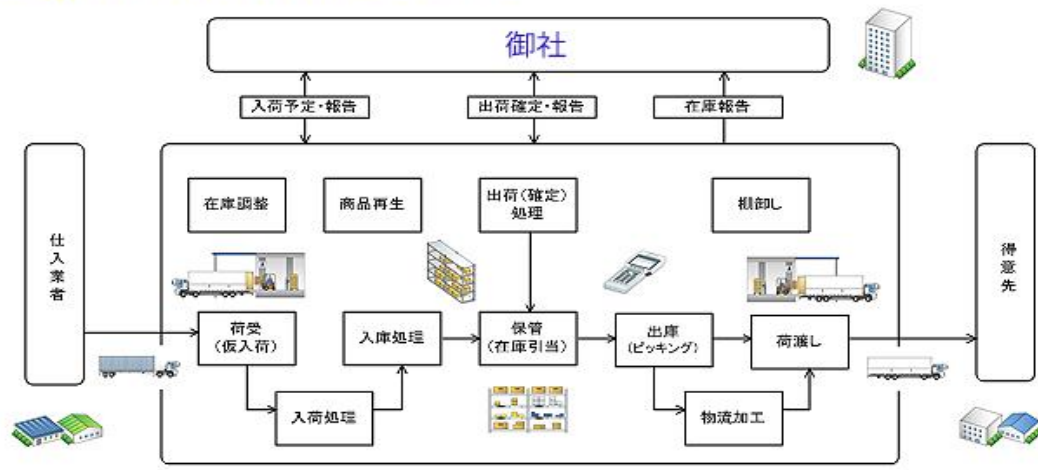 御社
入荷予定・報告
出荷確定・報告
在庫報告
仕入業者
在庫調整
商品再生
出荷(確定)
処理
棚卸し
得意先
荷受
(仮入荷)
入庫処理
保管
(在庫引当)
出庫
(ピッキング)
荷渡し
入荷処理
物流加工